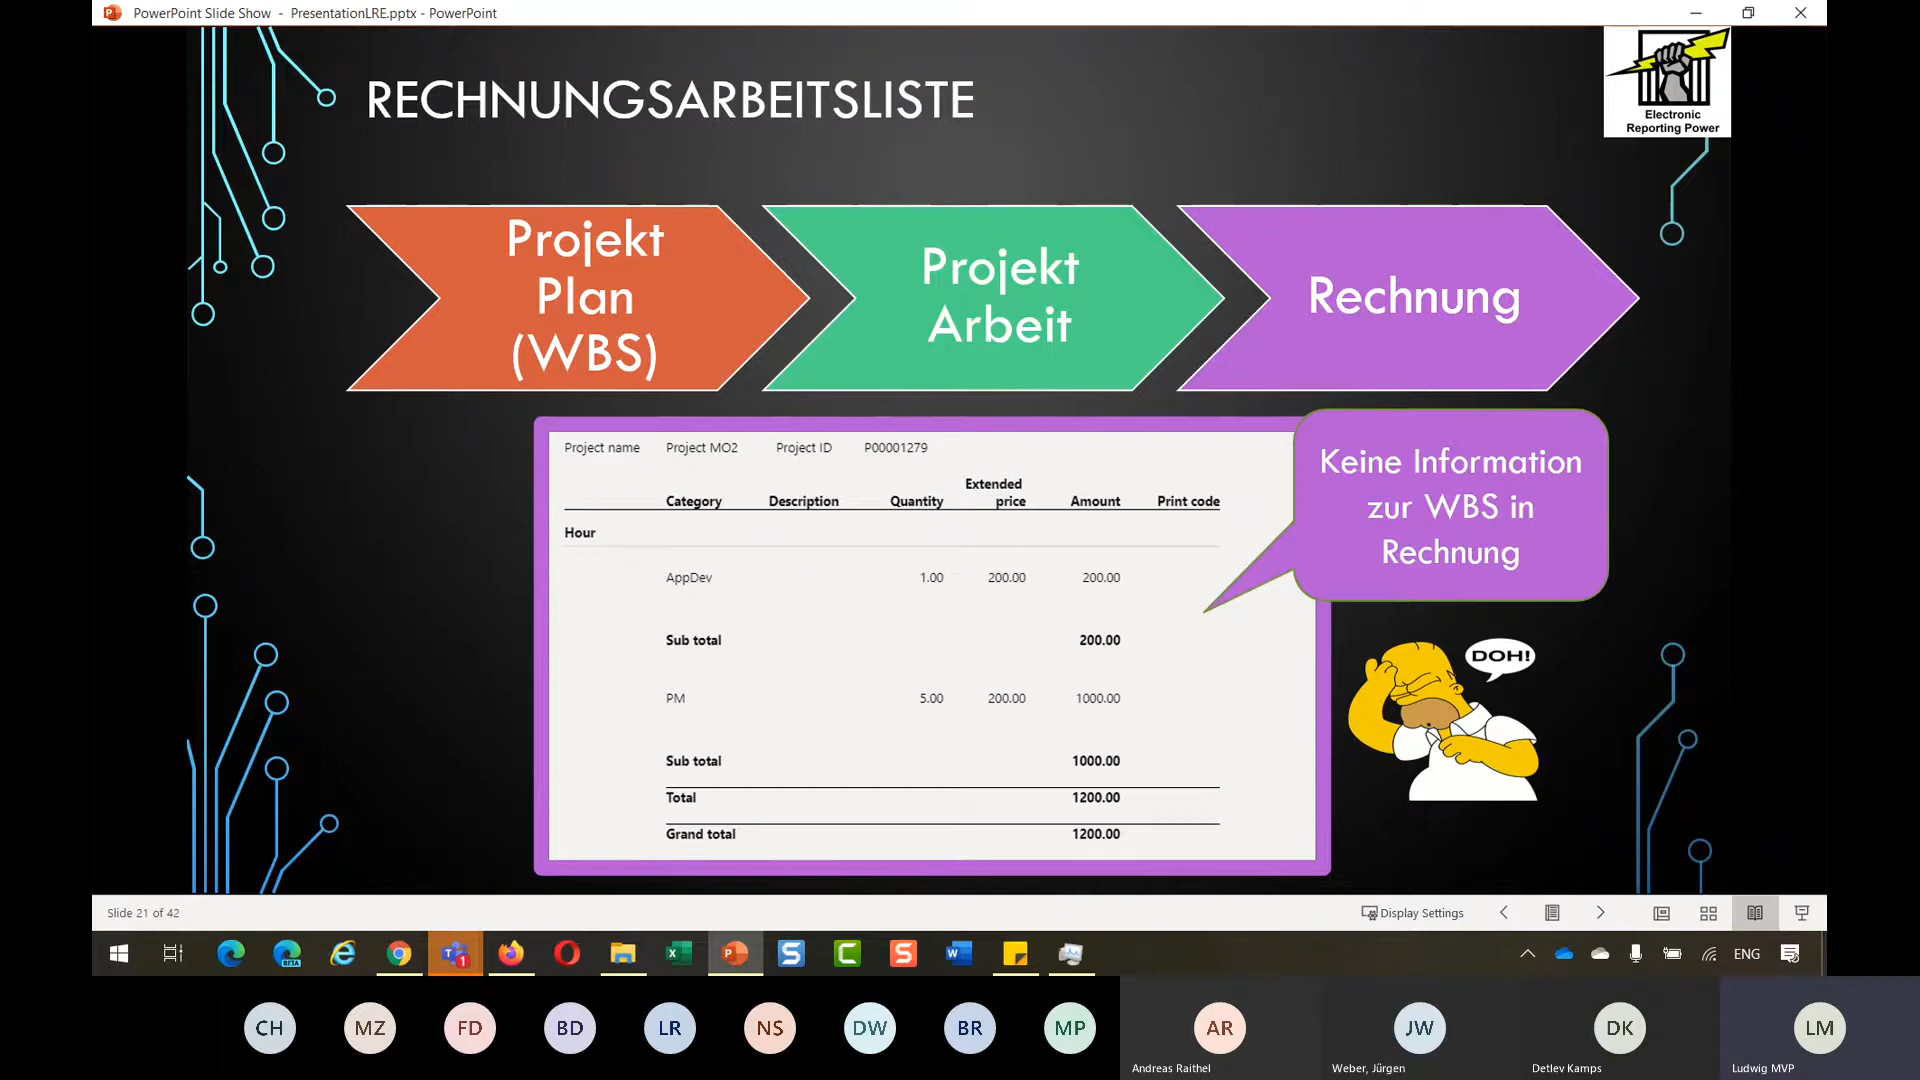 PowerPoint Slide Show - PresentationLRE.pptx - PowerPoint
RECHNUNGSARBEITSLISTE
Electronic
Reporting Power
Projekt
Plan
(WBS)
Projekt
Arbeit
Rechnung
Project name Project MO2 Project ID P00001279
Category Description Quantity Extended price Amount Print code
Hour
AppDev 1.00 200.00 200.00
Sub total 200.00
PM 5.00 200.00 1000.00
Sub total 1000.00
Total 1200.00
Grand total 1200.00
Keine Information
zur WBS in
Rechnung
DOH!
Slide 21 of 42
Display Settings
BETA
1
ENG
CH MZ FD BD LR NS DW BR MP AR JW DK LM
Andreas Raithel Weber, Jürgen Detlev Kamps Ludwig MVP